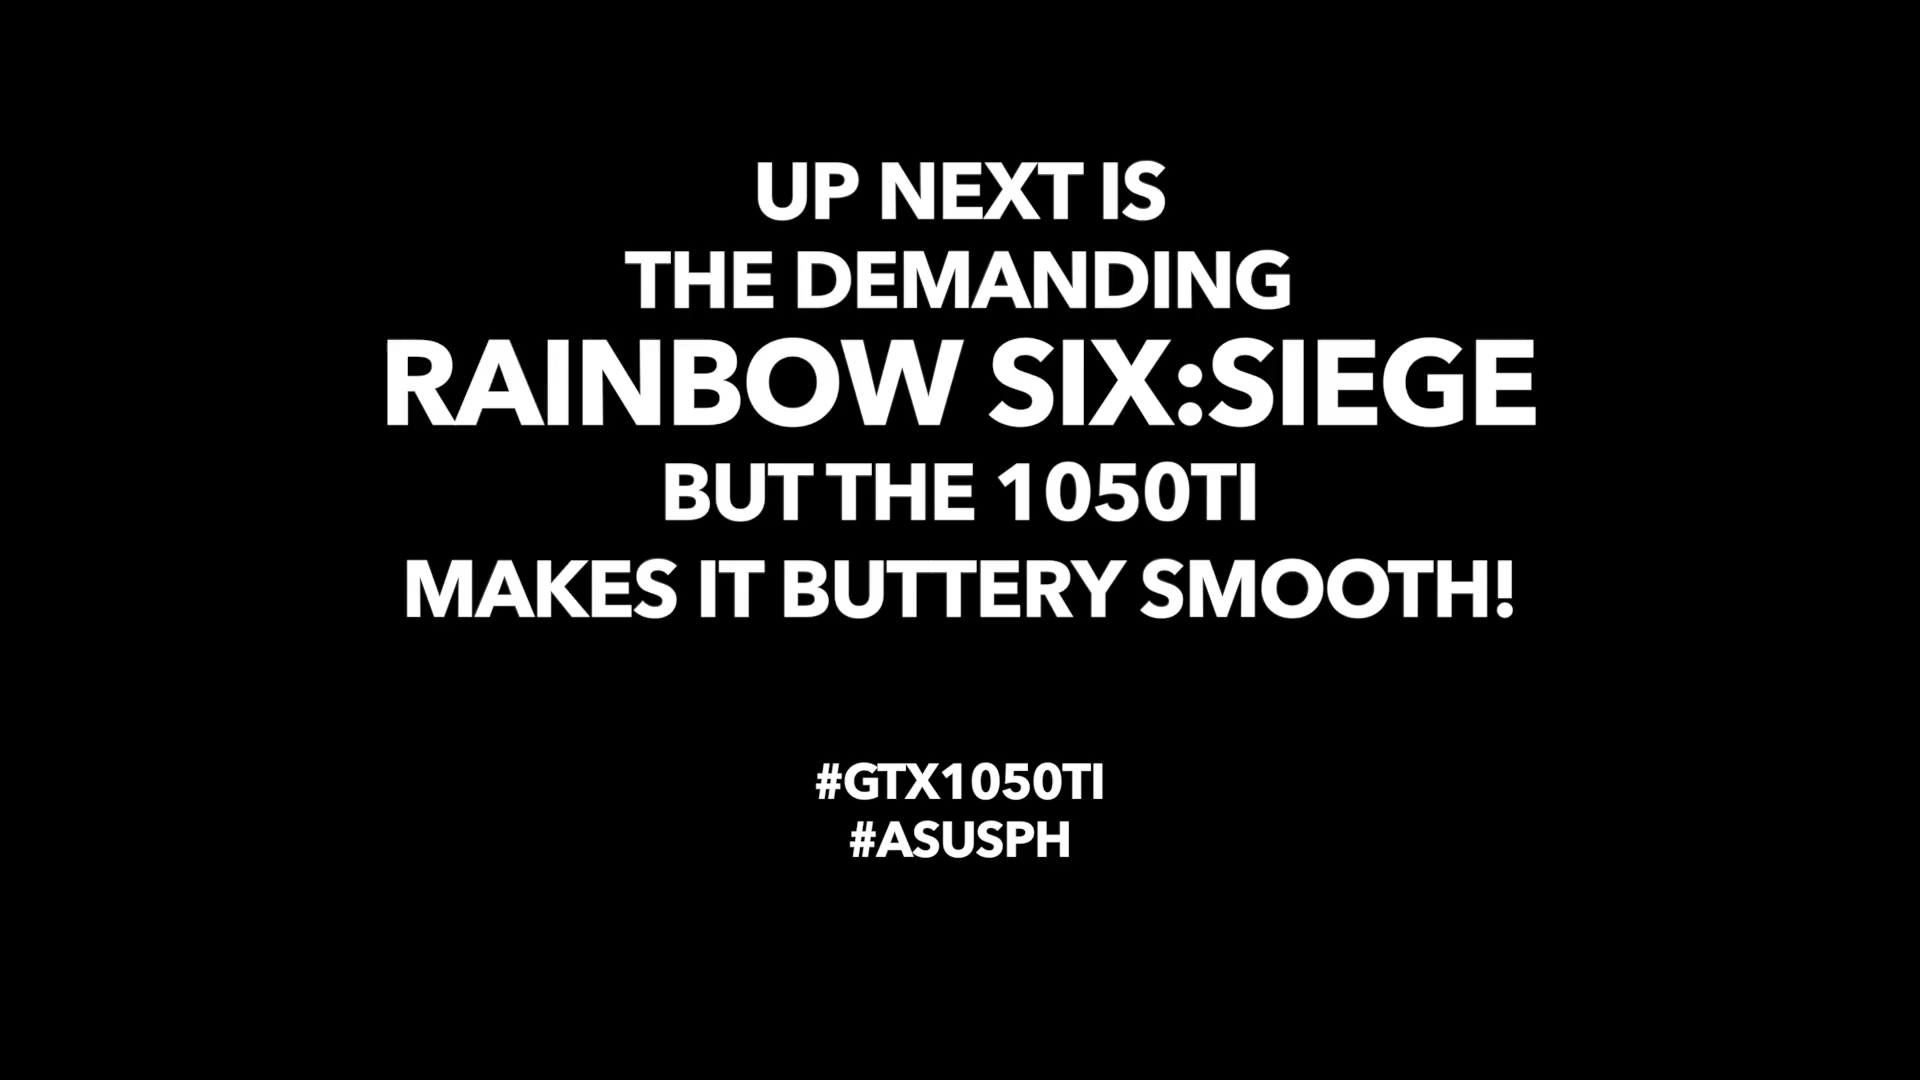 UP NEXT IS
THE DEMANDING
RAINBOW SIX:SIEGE
BUT THE 1050TI
MAKES IT BUTTERY SMOOTH!
#GTX1050TI
#ASUSPH